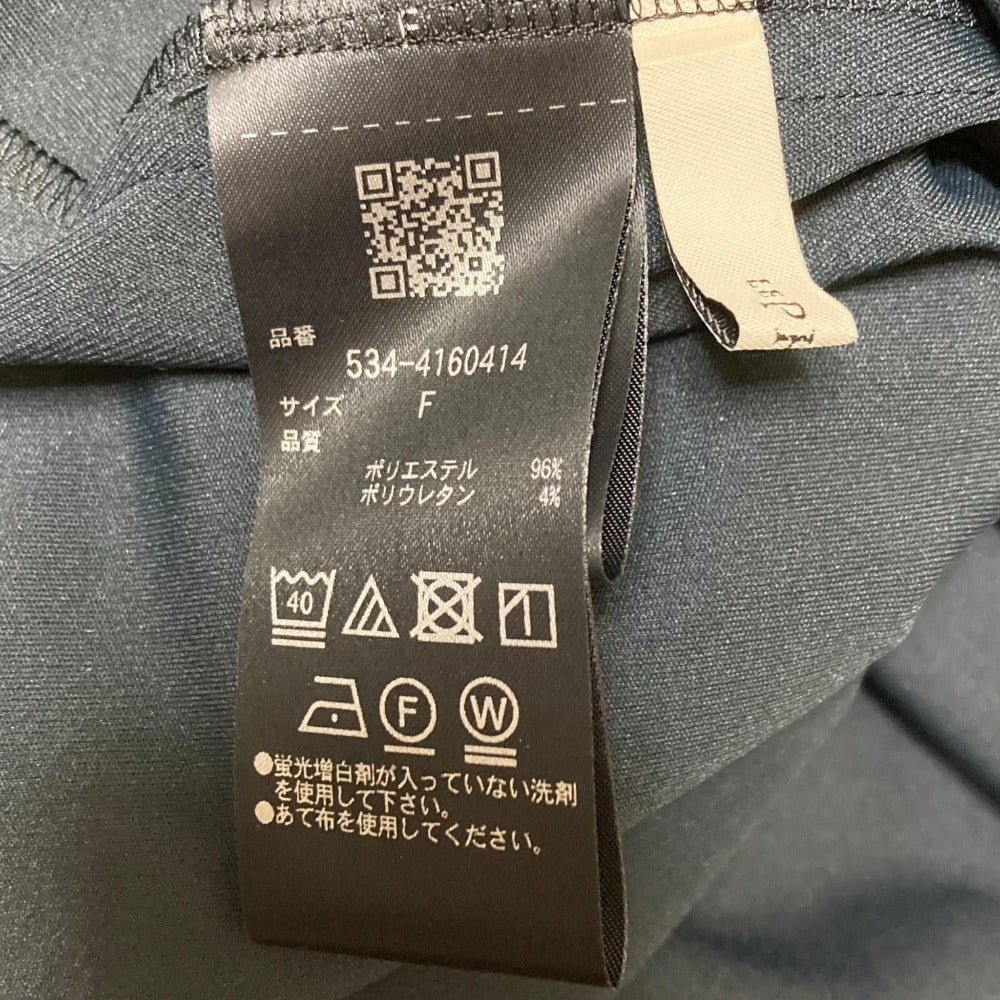 品番
534-4160414
サイズ F
品質
ポリエステル 96%
ポリウレタン 4%
40
F W
●蛍光増白剤が入っていない洗剤
を使用して下さい。
●あて布を使用してください。